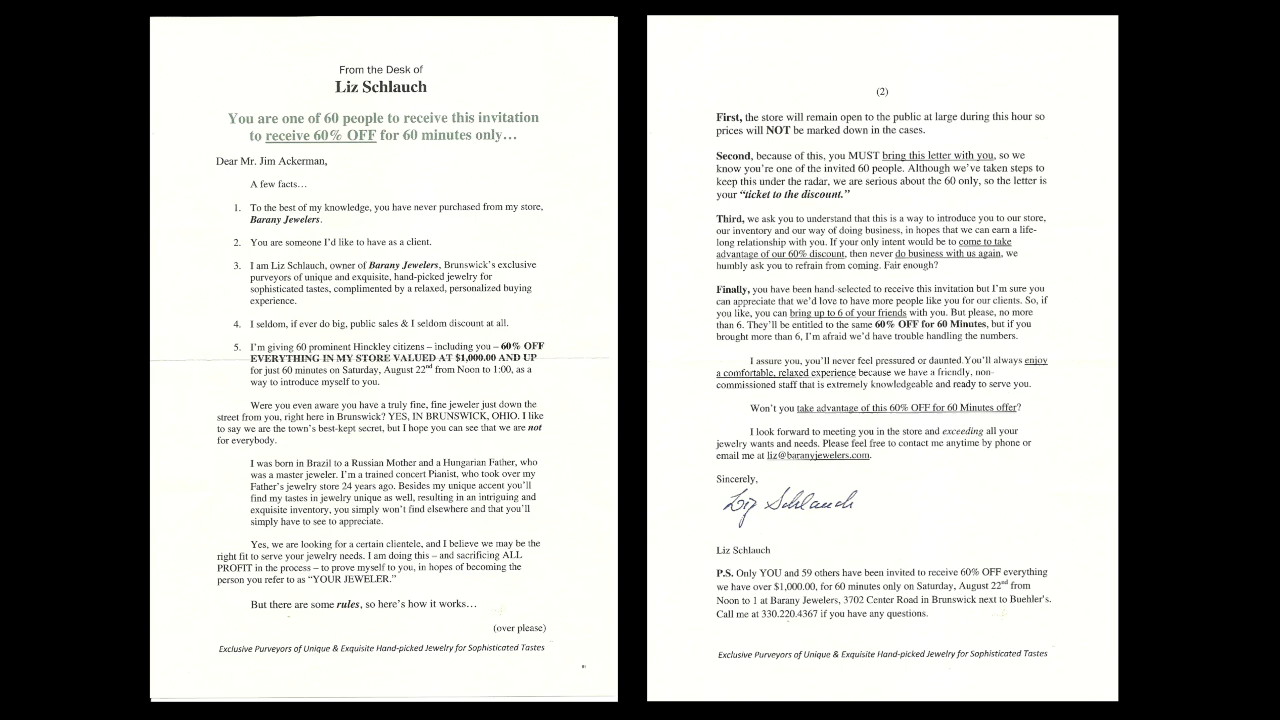 From the Desk of
Liz Schlauch
You are one of 60 people to receive this invitation
to receive 60% OFF for 60 minutes only…
Dear Mr. Jim Ackerman,
A few facts…
1. To the best of my knowledge, you have never purchased from my store,
Barany Jewelers.
2. You are someone I'd like to have as a client.
3. I am Liz Schlauch, owner of Barany Jewelers, Brunswick's exclusive
purveyors of unique and exquisite, hand-picked jewelry for
sophisticated tastes, complimented by a relaxed, personalized buying
experience.
4. I seldom, if ever do big, public sales & I seldom discount at all.
5. I'm giving 60 prominent Hinckley citizens – including you – 60% OFF
EVERYTHING IN MY STORE VALUED AT $1,000.00 AND UP
for just 60 minutes on Saturday, August 22nd from Noon to 1:00, as a
way to introduce myself to you.
Were you even aware you have a truly fine, fine jeweler just down the
street from you, right here in Brunswick? YES, IN BRUNSWICK, OHIO. I like
to say we are the town's best-kept secret, but I hope you can see that we are not
for everybody.
I was born in Brazil to a Russian Mother and a Hungarian Father, who
was a master jeweler. I'm a trained concert Pianist, who took over my
Father's jewelry store 24 years ago. Besides my unique accent you'll
find my tastes in jewelry unique as well, resulting in an intriguing and
exquisite inventory, you simply won't find elsewhere and that you'll
simply have to see to appreciate.
Yes, we are looking for a certain clientele, and I believe we may be the
right fit to serve your jewelry needs. I am doing this – and sacrificing ALL
PROFIT in the process – to prove myself to you, in hopes of becoming the
person you refer to as “YOUR JEWELER.”
But there are some rules, so here's how it works…
(over please)
Exclusive Purveyors of Unique & Exquisite Hand-picked Jewelry for Sophisticated Tastes
(2)
First, the store will remain open to the public at large during this hour so
prices will NOT be marked down in the cases.
Second, because of this, you MUST bring this letter with you, so we
know you're one of the invited 60 people. Although we've taken steps to
keep this under the radar, we are serious about the 60 only, so the letter is
your “ticket to the discount.”
Third, we ask you to understand that this is a way to introduce you to our store,
our inventory and our way of doing business, in hopes that we can earn a life-
long relationship with you. If your only intent would be to come to take
advantage of our 60% discount, then never do business with us again, we
humbly ask you to refrain from coming. Fair enough?
Finally, you have been hand-selected to receive this invitation but I'm sure you
can appreciate that we'd love to have more people like you for our clients. So, if
you like, you can bring up to 6 of your friends with you. But please, no more
than 6. They'll be entitled to the same 60% OFF for 60 Minutes, but if you
brought more than 6, I'm afraid we'd have trouble handling the numbers.
I assure you, you'll never feel pressured or daunted.You'll always enjoy
a comfortable, relaxed experience because we have a friendly, non-
commissioned staff that is extremely knowledgeable and ready to serve you.
Won't you take advantage of this 60% OFF for 60 Minutes offer?
I look forward to meeting you in the store and exceeding all your
jewelry wants and needs. Please feel free to contact me anytime by phone or
email me at liz@baranyjewelers.com.
Sincerely,
Liz Schlauch
Liz Schlauch
P.S. Only YOU and 59 others have been invited to receive 60% OFF everything
we have over $1,000.00, for 60 minutes only on Saturday, August 22nd from
Noon to 1 at Barany Jewelers, 3702 Center Road in Brunswick next to Buehler's.
Call me at 330.220.4367 if you have any questions.
Exclusive Purveyors of Unique & Exquisite Hand-picked Jewelry for Sophisticated Tastes